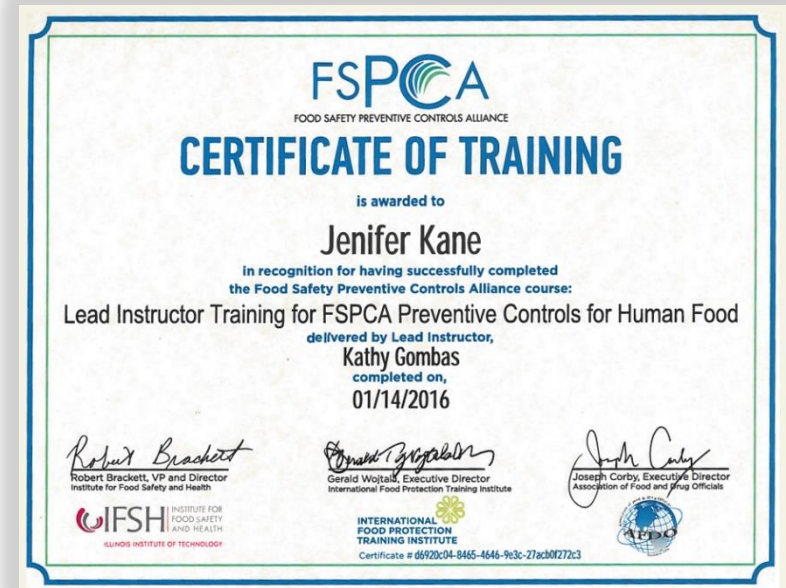 FSPCA
FOOD SAFETY PREVENTIVE CONTROLS ALLIANCE
CERTIFICATE OF TRAINING
is awarded to
Jenifer Kane
in recognition for having successfully completed
the Food Safety Preventive Controls Alliance course:
Lead Instructor Training for FSPCA Preventive Controls for Human Food
delivered by Lead Instructor,
Kathy Gombas
completed on,
01/14/2016
Robert Brackett
Robert Brackett, VP and Director
Institute for Food Safety and Health
IFSH
INSTITUTE FOR
FOOD SAFETY
AND HEALTH
ILLINOIS INSTITUTE OF TECHNOLOGY
Gerald Wojtala, Executive Director
International Food Protection Training Institute
INTERNATIONAL
FOOD PROTECTION
TRAINING INSTITUTE
Certificate # d6920c04-8465-4646-9e3c-27acb0f272c3
Joseph Corby
Joseph Corby, Executive Director
Association of Food and Drug Officials
AFDO